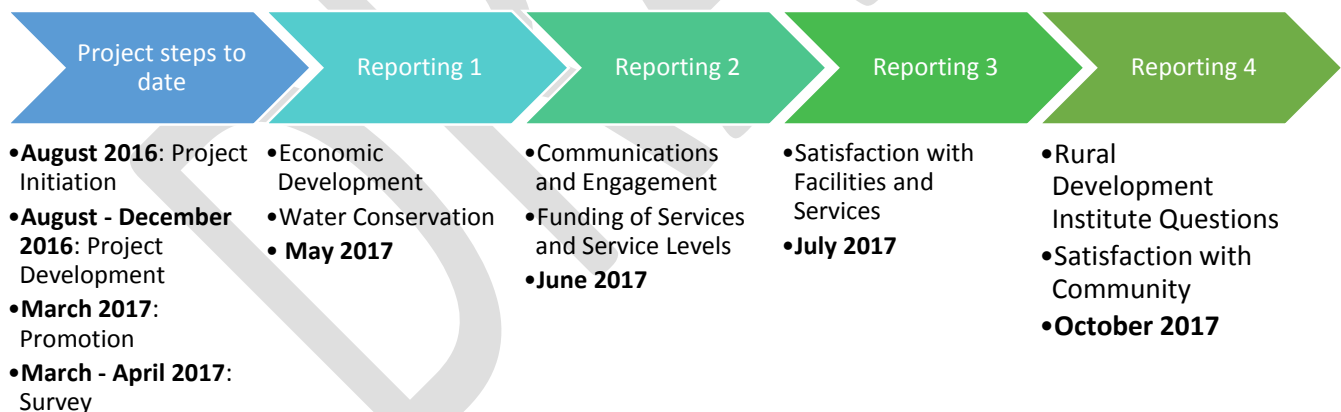 Project steps to
date
Reporting 1
Reporting 2
Reporting 3
Reporting 4
•August 2016: Project
Initiation
•August - December
2016: Project
Development
•March 2017:
Promotion
•March - April 2017:
Survey
•Economic
Development
•Water Conservation
• May 2017
•Communications
and Engagement
•Funding of Services
and Service Levels
•June 2017
•Satisfaction with
Facilities and
Services
•July 2017
•Rural
Development
Institute Questions
•Satisfaction with
Community
•October 2017